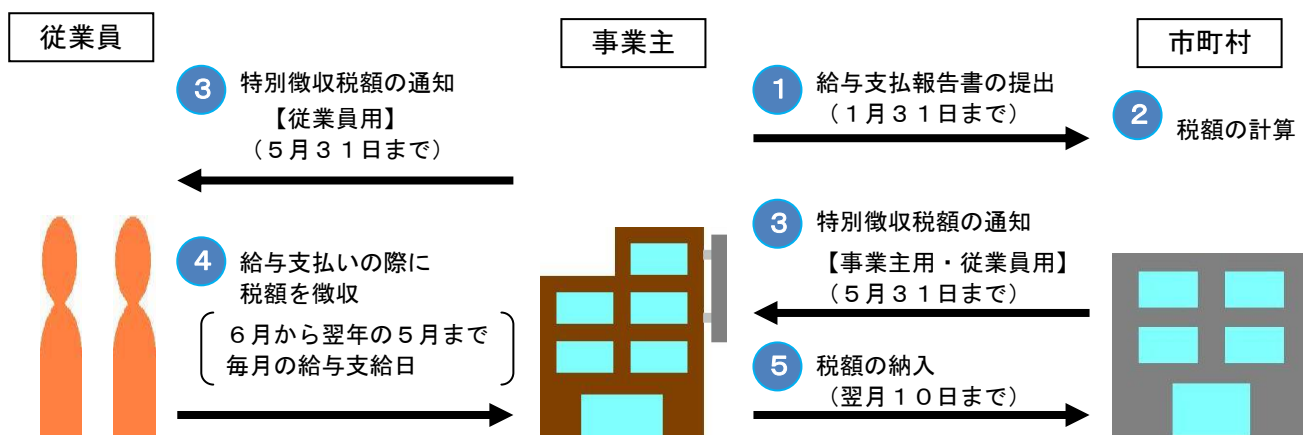 従業員
事業主
市町村
③ 特別徴収税額の通知
【従業員用】
（５月３１日まで）
① 給与支払報告書の提出
（１月３１日まで）
② 税額の計算
④ 給与支払いの際に
税額を徴収
６月から翌年の５月まで
毎月の給与支給日
③ 特別徴収税額の通知
【事業主用・従業員用】
（５月３１日まで）
⑤ 税額の納入
（翌月１０日まで）